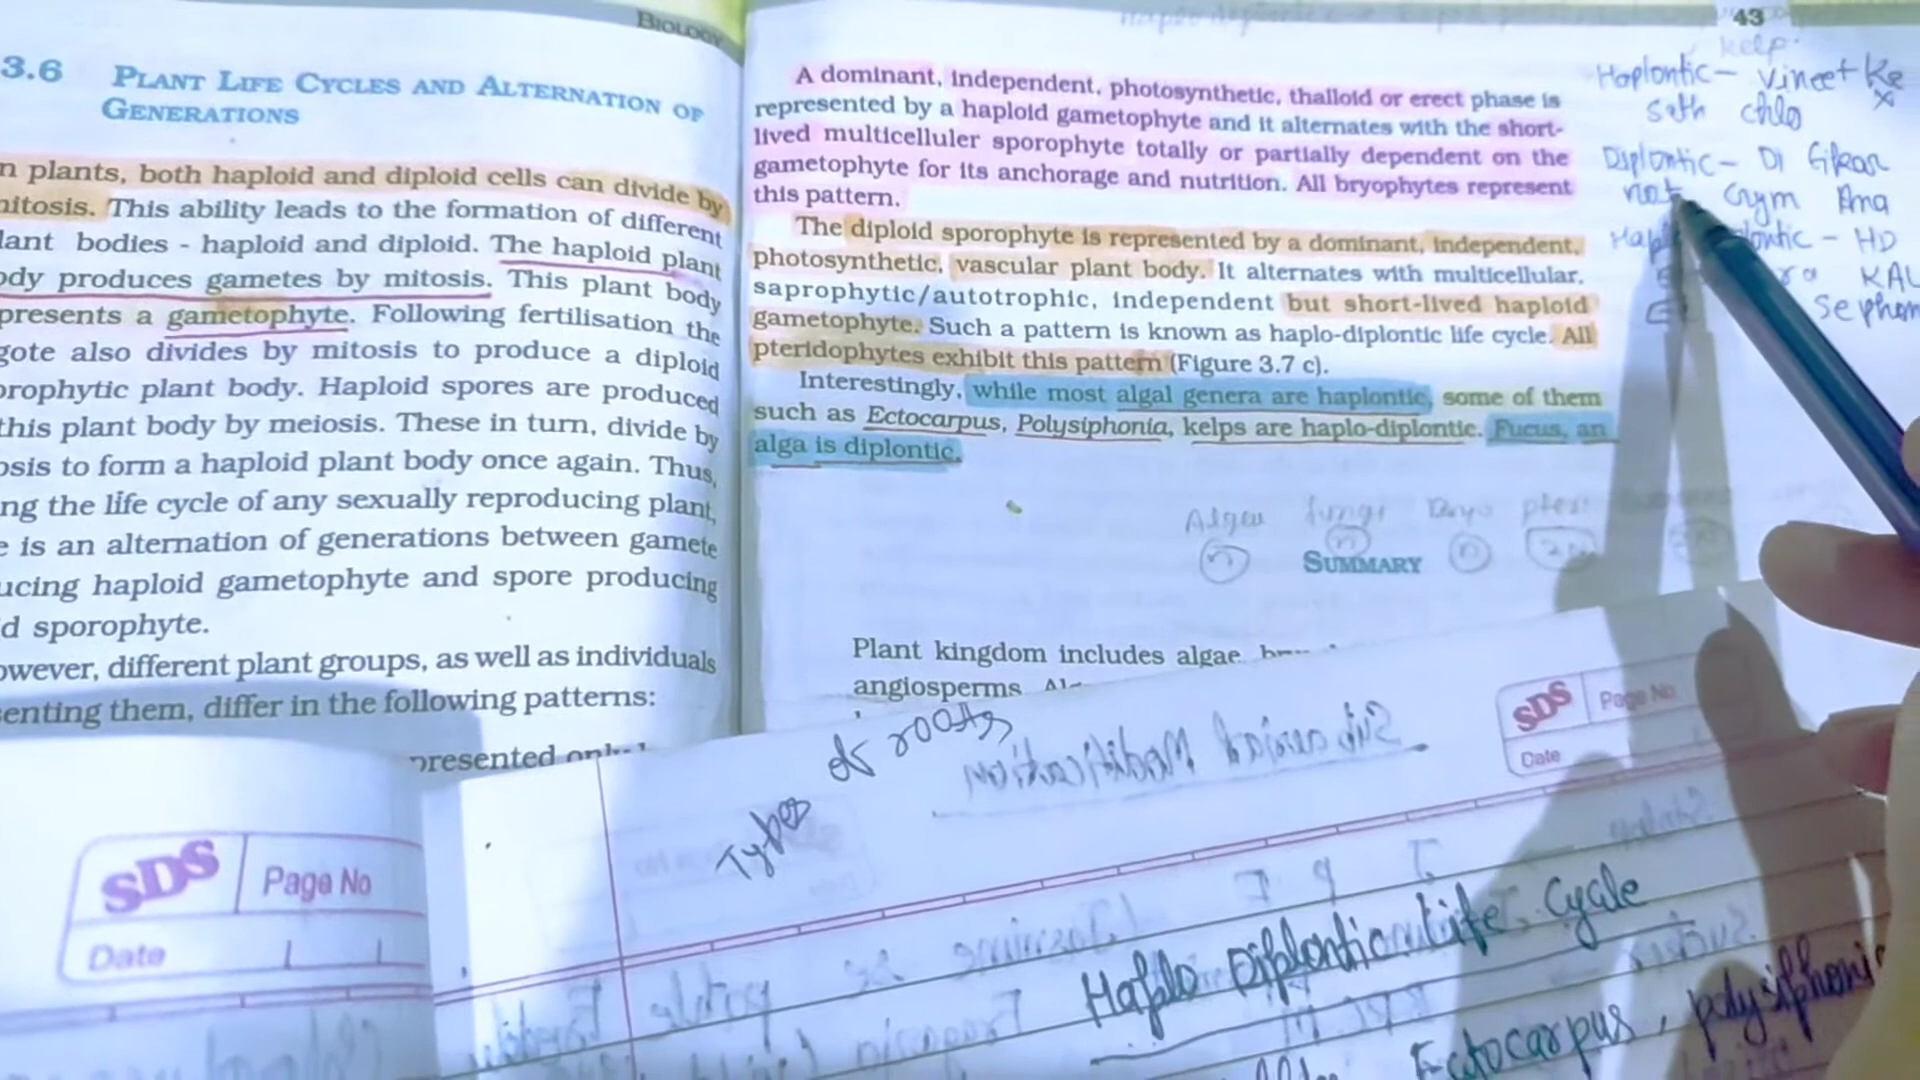 BIOLOGY
3.6 PLANT LIFE CYCLES AND ALTERNATION OF
GENERATIONS
n plants, both haploid and diploid cells can divide by
nitosis. This ability leads to the formation of different
lant bodies - haploid and diploid. The haploid plant
ody produces gametes by mitosis. This plant body
presents a gametophyte. Following fertilisation the
gote also divides by mitosis to produce a diploid
orophytic plant body. Haploid spores are produced
this plant body by meiosis. These in turn, divide by
osis to form a haploid plant body once again. Thus,
ng the life cycle of any sexually reproducing plant,
e is an alternation of generations between gamete
ucing haploid gametophyte and spore producing
d sporophyte.
owever, different plant groups, as well as individuals
senting them, differ in the following patterns:
presented only
43
A dominant, independent, photosynthetic, thalloid or erect phase is
represented by a haploid gametophyte and it alternates with the short-
lived multicelluler sporophyte totally or partially dependent on the
gametophyte for its anchorage and nutrition. All bryophytes represent
this pattern.
The diploid sporophyte is represented by a dominant, independent,
photosynthetic, vascular plant body. It alternates with multicellular,
saprophytic/autotrophic, independent but short-lived haploid
gametophyte. Such a pattern is known as haplo-diplontic life cycle. All
pteridophytes exhibit this pattern (Figure 3.7 c).
Interestingly, while most algal genera are haplontic, some of them
such as Ectocarpus, Polysiphonia, kelps are haplo-diplontic. Fucus, an
alga is diplontic.
kelp
Haplontic - Vineet Ke
sath chlo
Diplontic - Di
not Gym Ama
Hap lontic - HD
KAL
Algae fungi Bryo pter
n n n 2n
SUMMARY
Plant kingdom includes algae,
angiosperms
SDS Page No
Date
Types of roots
SDS Page No
Date
Haplo Diplontic Life Cycle
Ectocarpus, polysiphoni